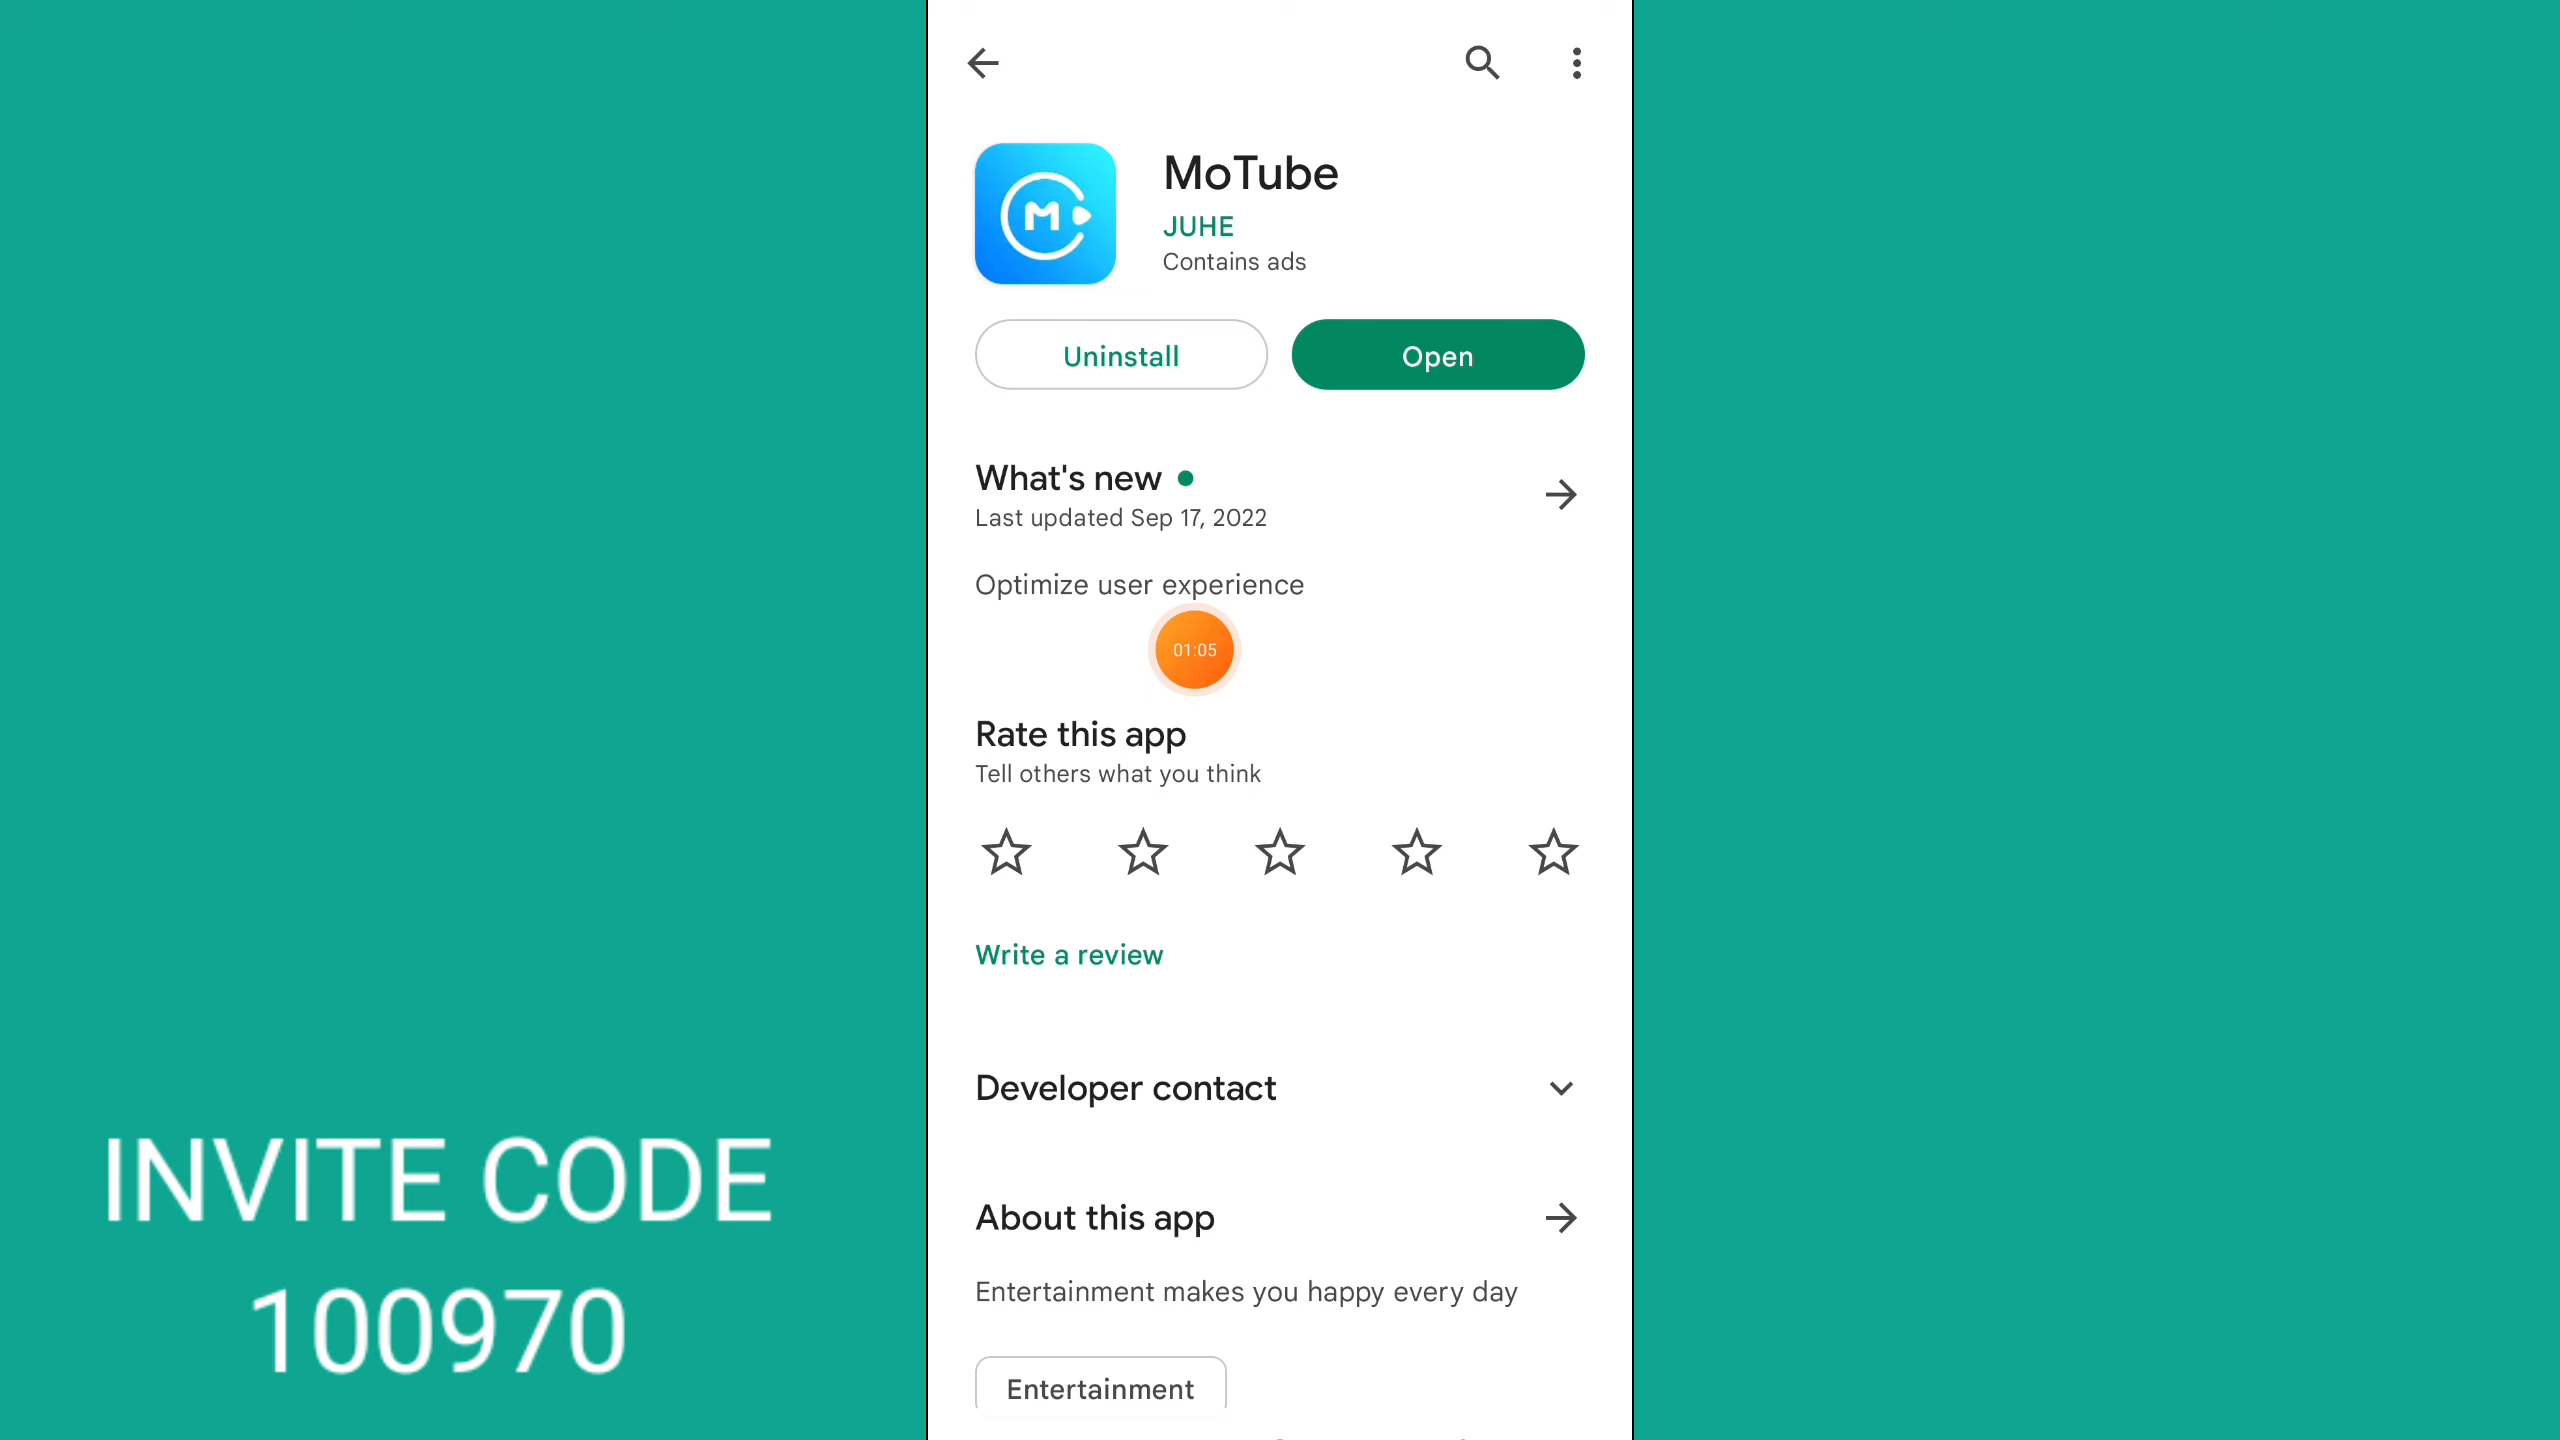 MoTube
JUHE
Contains ads
Uninstall
Open
What's new
Last updated Sep 17, 2022
Optimize user experience
01:05
Rate this app
Tell others what you think
Write a review
Developer contact
About this app
Entertainment makes you happy every day
Entertainment
INVITE CODE
100970